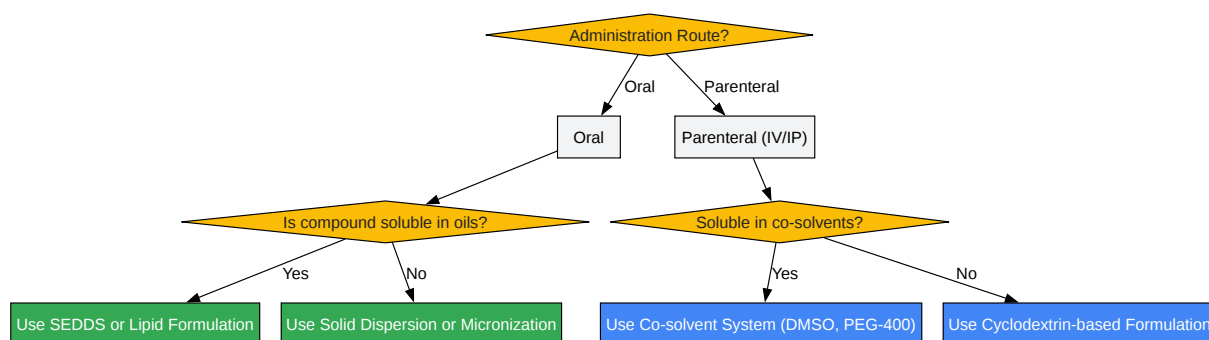 Administration Route?
Oral
Parenteral
Oral
Parenteral (IV/IP)
Is compound soluble in oils?
Soluble in co-solvents?
Yes
No
Yes
No
Use SEDDS or Lipid Formulation
Use Solid Dispersion or Micronization
Use Co-solvent System (DMSO, PEG-400)
Use Cyclodextrin-based Formulation